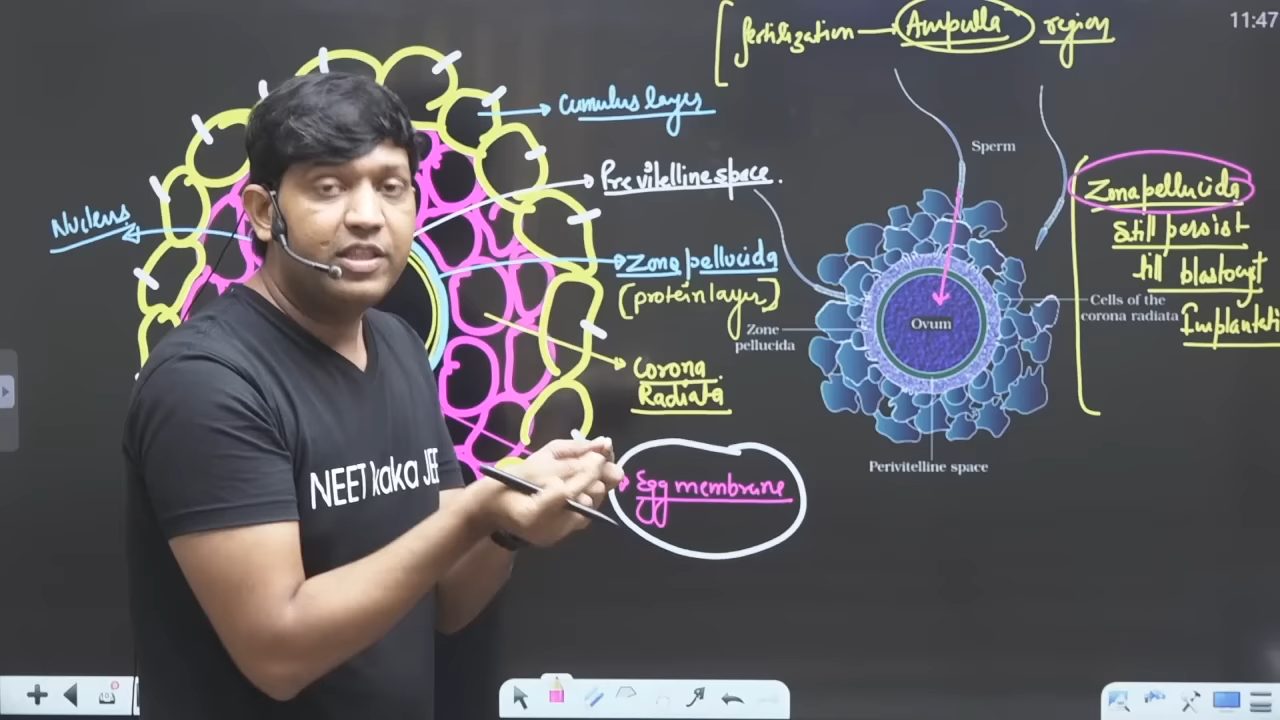 11:47
fertilization → Ampulla region
Cumulus layer
Sperm
Previtelline space.
Zona pellucida
Still persist
till blastocyst
Implantati
Nucleus
Zona pellucida
(protein layer)
Cells of the
corona radiata
Ovum
Zone
pellucida
Corona
Radiata
Perivitelline space
Egg membrane
NEET kaka JEE